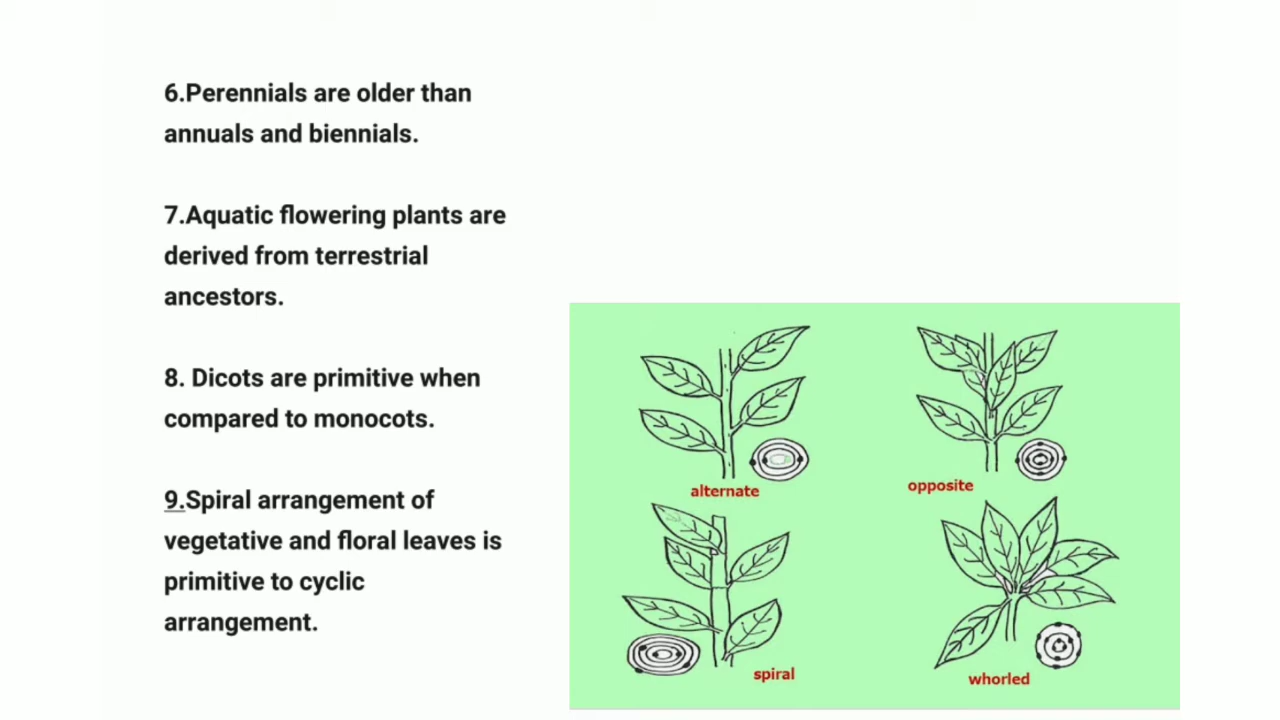 6.Perennials are older than
annuals and biennials.
7.Aquatic flowering plants are
derived from terrestrial
ancestors.
8. Dicots are primitive when
compared to monocots.
9.Spiral arrangement of
vegetative and floral leaves is
primitive to cyclic
arrangement.
alternate
opposite
spiral
whorled